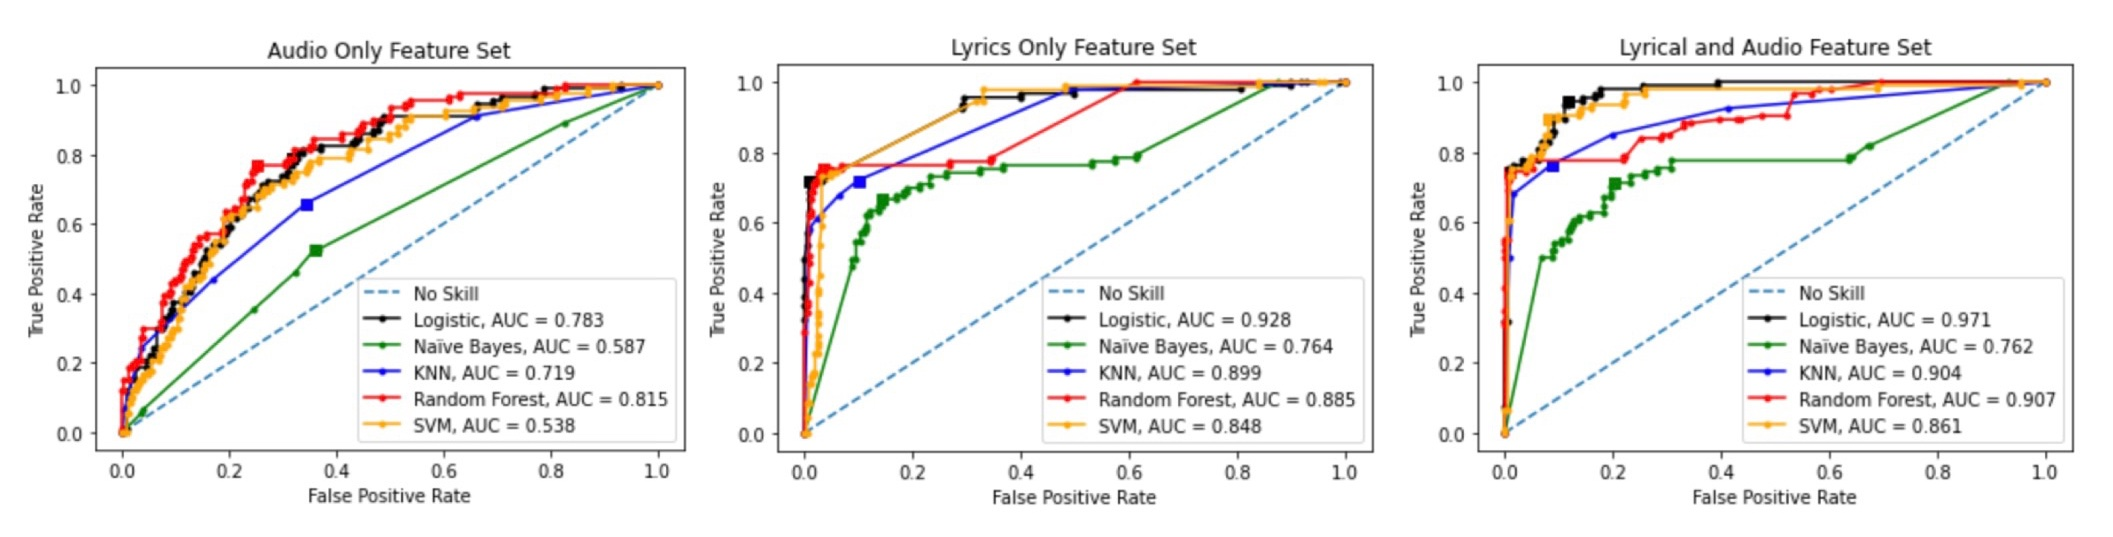 Audio Only Feature Set
True Positive Rate
1.0
0.8
0.6
0.4
0.2
0.0
No Skill
Logistic, AUC = 0.783
Naïve Bayes, AUC = 0.587
KNN, AUC = 0.719
Random Forest, AUC = 0.815
SVM, AUC = 0.538
0.0 0.2 0.4 0.6 0.8 1.0
False Positive Rate
Lyrics Only Feature Set
True Positive Rate
1.0
0.8
0.6
0.4
0.2
0.0
No Skill
Logistic, AUC = 0.928
Naïve Bayes, AUC = 0.764
KNN, AUC = 0.899
Random Forest, AUC = 0.885
SVM, AUC = 0.848
0.0 0.2 0.4 0.6 0.8 1.0
False Positive Rate
Lyrical and Audio Feature Set
True Positive Rate
1.0
0.8
0.6
0.4
0.2
0.0
No Skill
Logistic, AUC = 0.971
Naïve Bayes, AUC = 0.762
KNN, AUC = 0.904
Random Forest, AUC = 0.907
SVM, AUC = 0.861
0.0 0.2 0.4 0.6 0.8 1.0
False Positive Rate